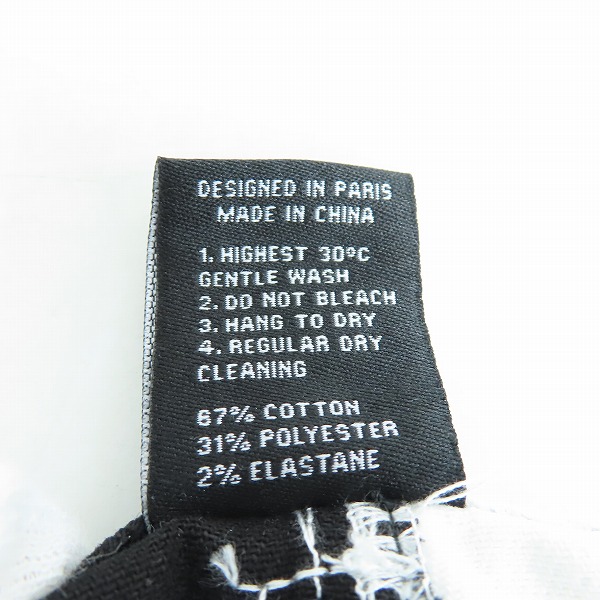 DESIGNED IN PARIS
MADE IN CHINA
1. HIGHEST 30°C
GENTLE WASH
2. DO NOT BLEACH
3. HANG TO DRY
4. REGULAR DRY
CLEANING
67% COTTON
31% POLYESTER
2% ELASTANE